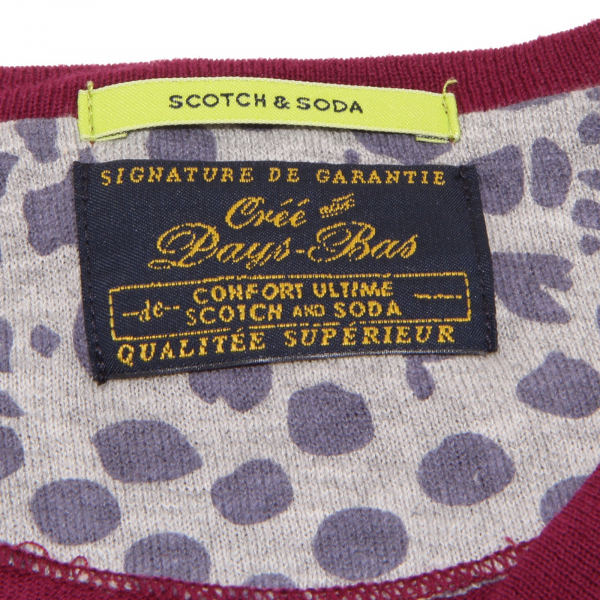 SCOTCH & SODA
SIGNATURE DE GARANTIE
Créé aux
Pays-Bas
-de- CONFORT ULTIME
SCOTCH AND SODA
QUALITÉE SUPÉRIEUR